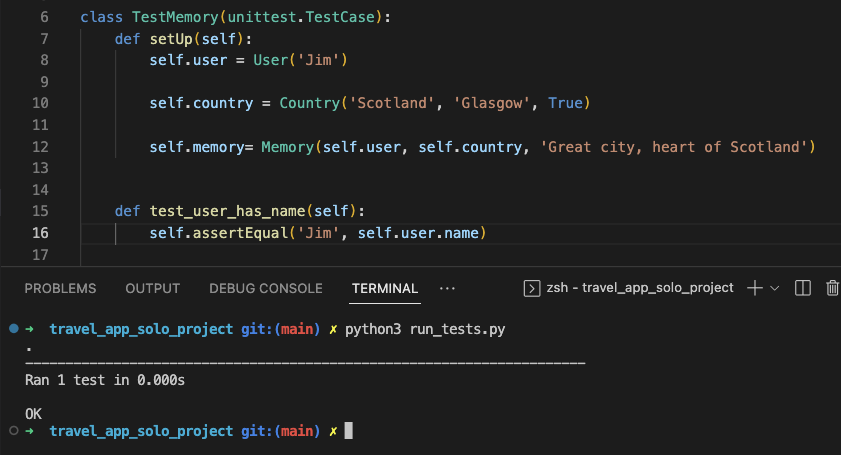 6 class TestMemory(unittest.TestCase):
7 def setUp(self):
8 self.user = User('Jim')
9
10 self.country = Country('Scotland', 'Glasgow', True)
11
12 self.memory= Memory(self.user, self.country, 'Great city, heart of Scotland')
13
14
15 def test_user_has_name(self):
16 self.assertEqual('Jim', self.user.name)
17
PROBLEMS OUTPUT DEBUG CONSOLE TERMINAL ··· zsh - travel_app_solo_project
➜ travel_app_solo_project git:(main) ✗ python3 run_tests.py
.
----------------------------------------------------------------------
Ran 1 test in 0.000s
OK
➜ travel_app_solo_project git:(main) ✗